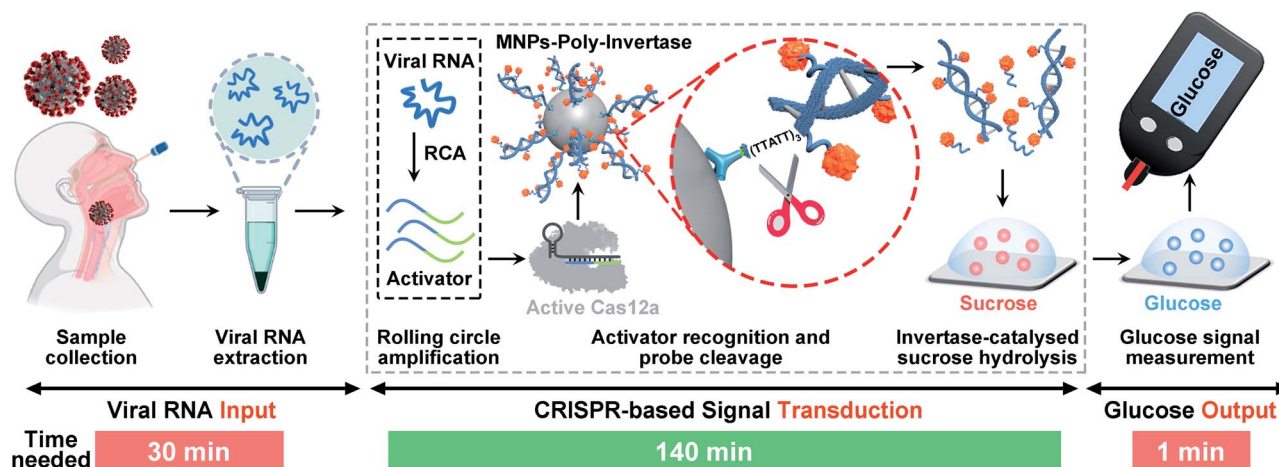 MNPs-Poly-Invertase
Viral RNA
RCA
Activator
(TTATT)3
Active Cas12a
Sucrose
Glucose
Glucose
Sample
collection
Viral RNA
extraction
Rolling circle
amplification
Activator recognition and
probe cleavage
Invertase-catalysed
sucrose hydrolysis
Glucose signal
measurement
Viral RNA Input
CRISPR-based Signal Transduction
Glucose Output
Time
needed
30 min
140 min
1 min